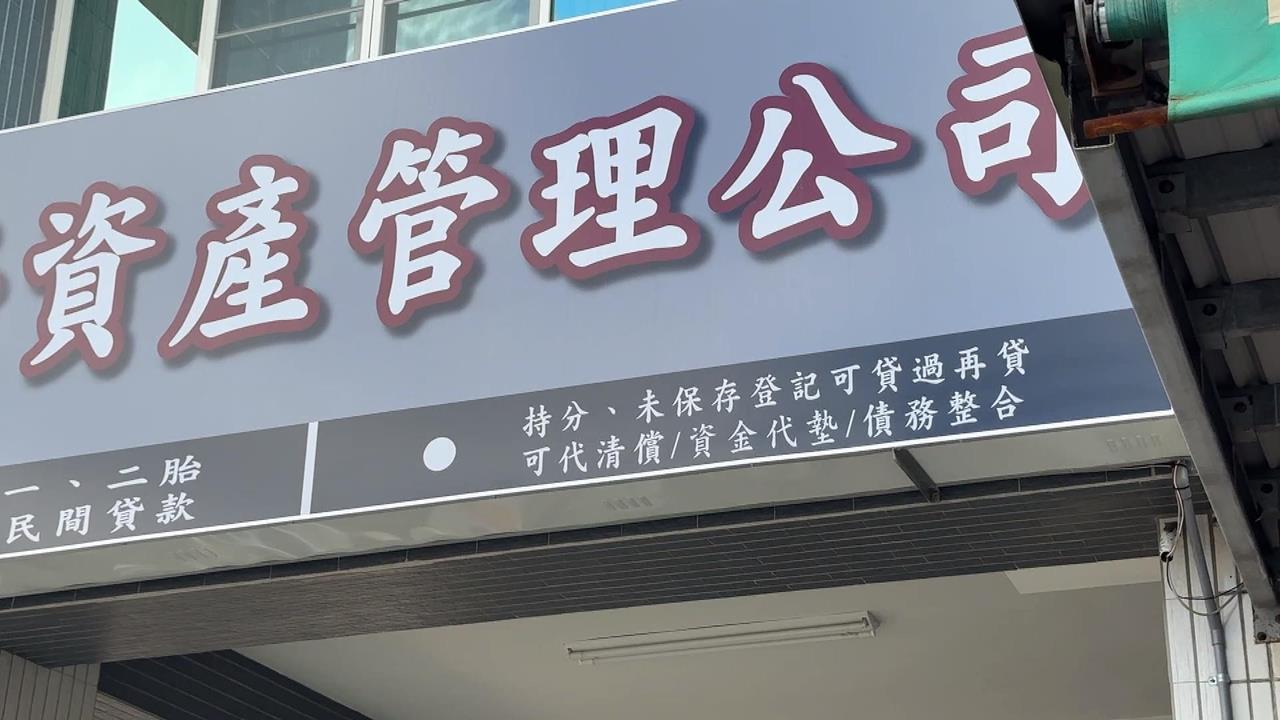 資產管理公司
一、二胎
民間貸款
持分、未保存登記可貸過再貸
可代清償/資金代墊/債務整合